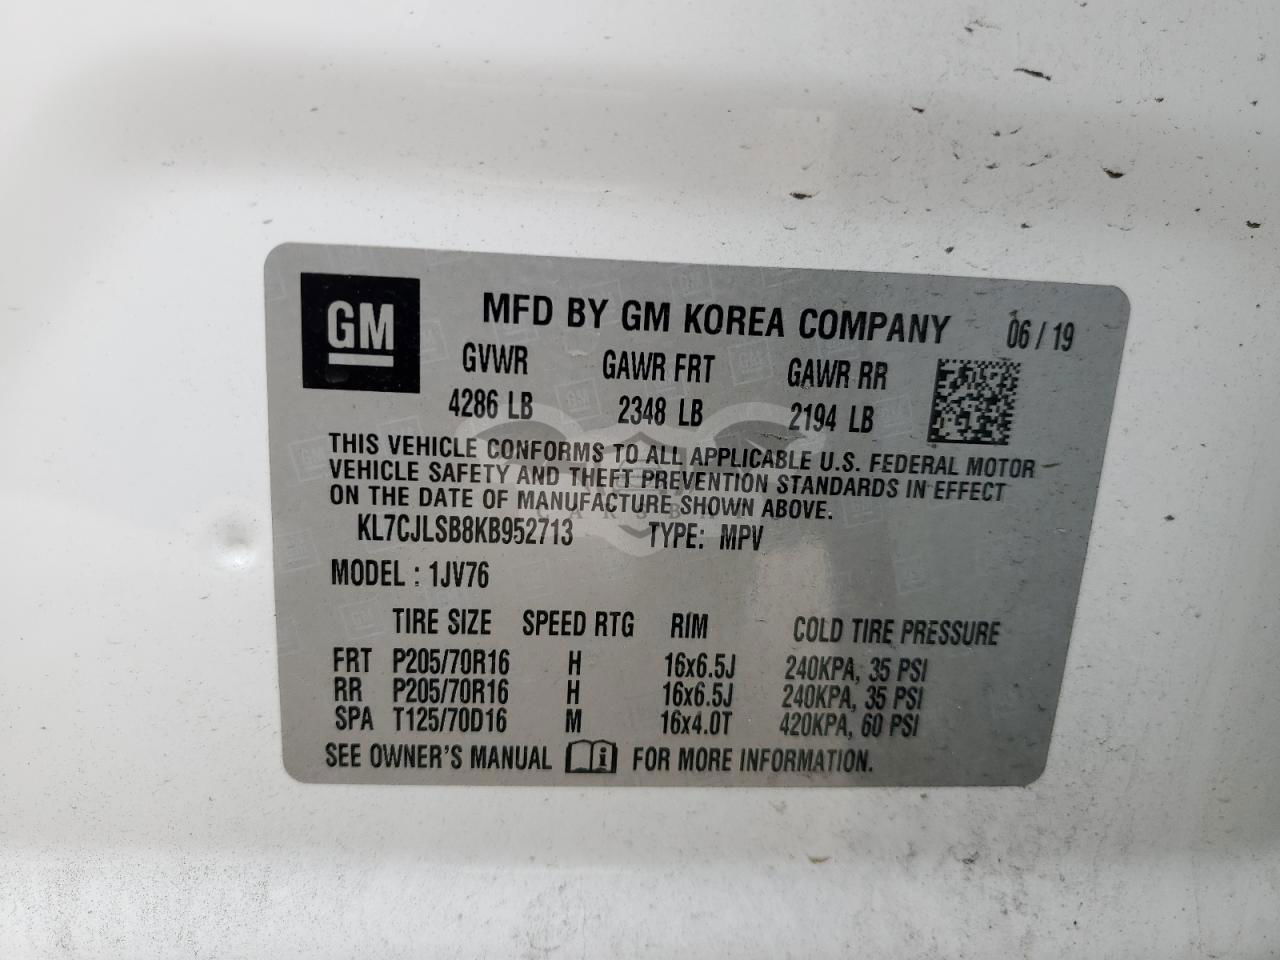 GM
MFD BY GM KOREA COMPANY 06 / 19
GVWR GAWR FRT GAWR RR
4286 LB 2348 LB 2194 LB
THIS VEHICLE CONFORMS TO ALL APPLICABLE U.S. FEDERAL MOTOR
VEHICLE SAFETY AND THEFT PREVENTION STANDARDS IN EFFECT
ON THE DATE OF MANUFACTURE SHOWN ABOVE.
KL7CJLSB8KB952713 TYPE: MPV
MODEL : 1JV76
TIRE SIZE SPEED RTG RIM COLD TIRE PRESSURE
FRT P205/70R16 H 16x6.5J 240KPA, 35 PSI
RR P205/70R16 H 16x6.5J 240KPA, 35 PSI
SPA T125/70D16 M 16x4.0T 420KPA, 60 PSI
SEE OWNER'S MANUAL i FOR MORE INFORMATION.